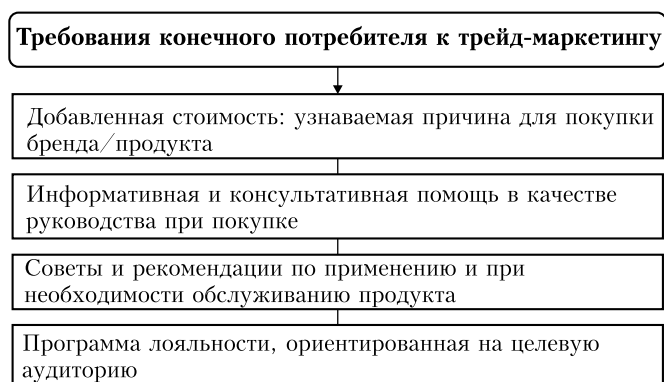 Требования конечного потребителя к трейд-маркетингу
Добавленная стоимость: узнаваемая причина для покупки
бренда/продукта
Информативная и консультативная помощь в качестве
руководства при покупке
Советы и рекомендации по применению и при
необходимости обслуживанию продукта
Программа лояльности, ориентированная на целевую
аудиторию